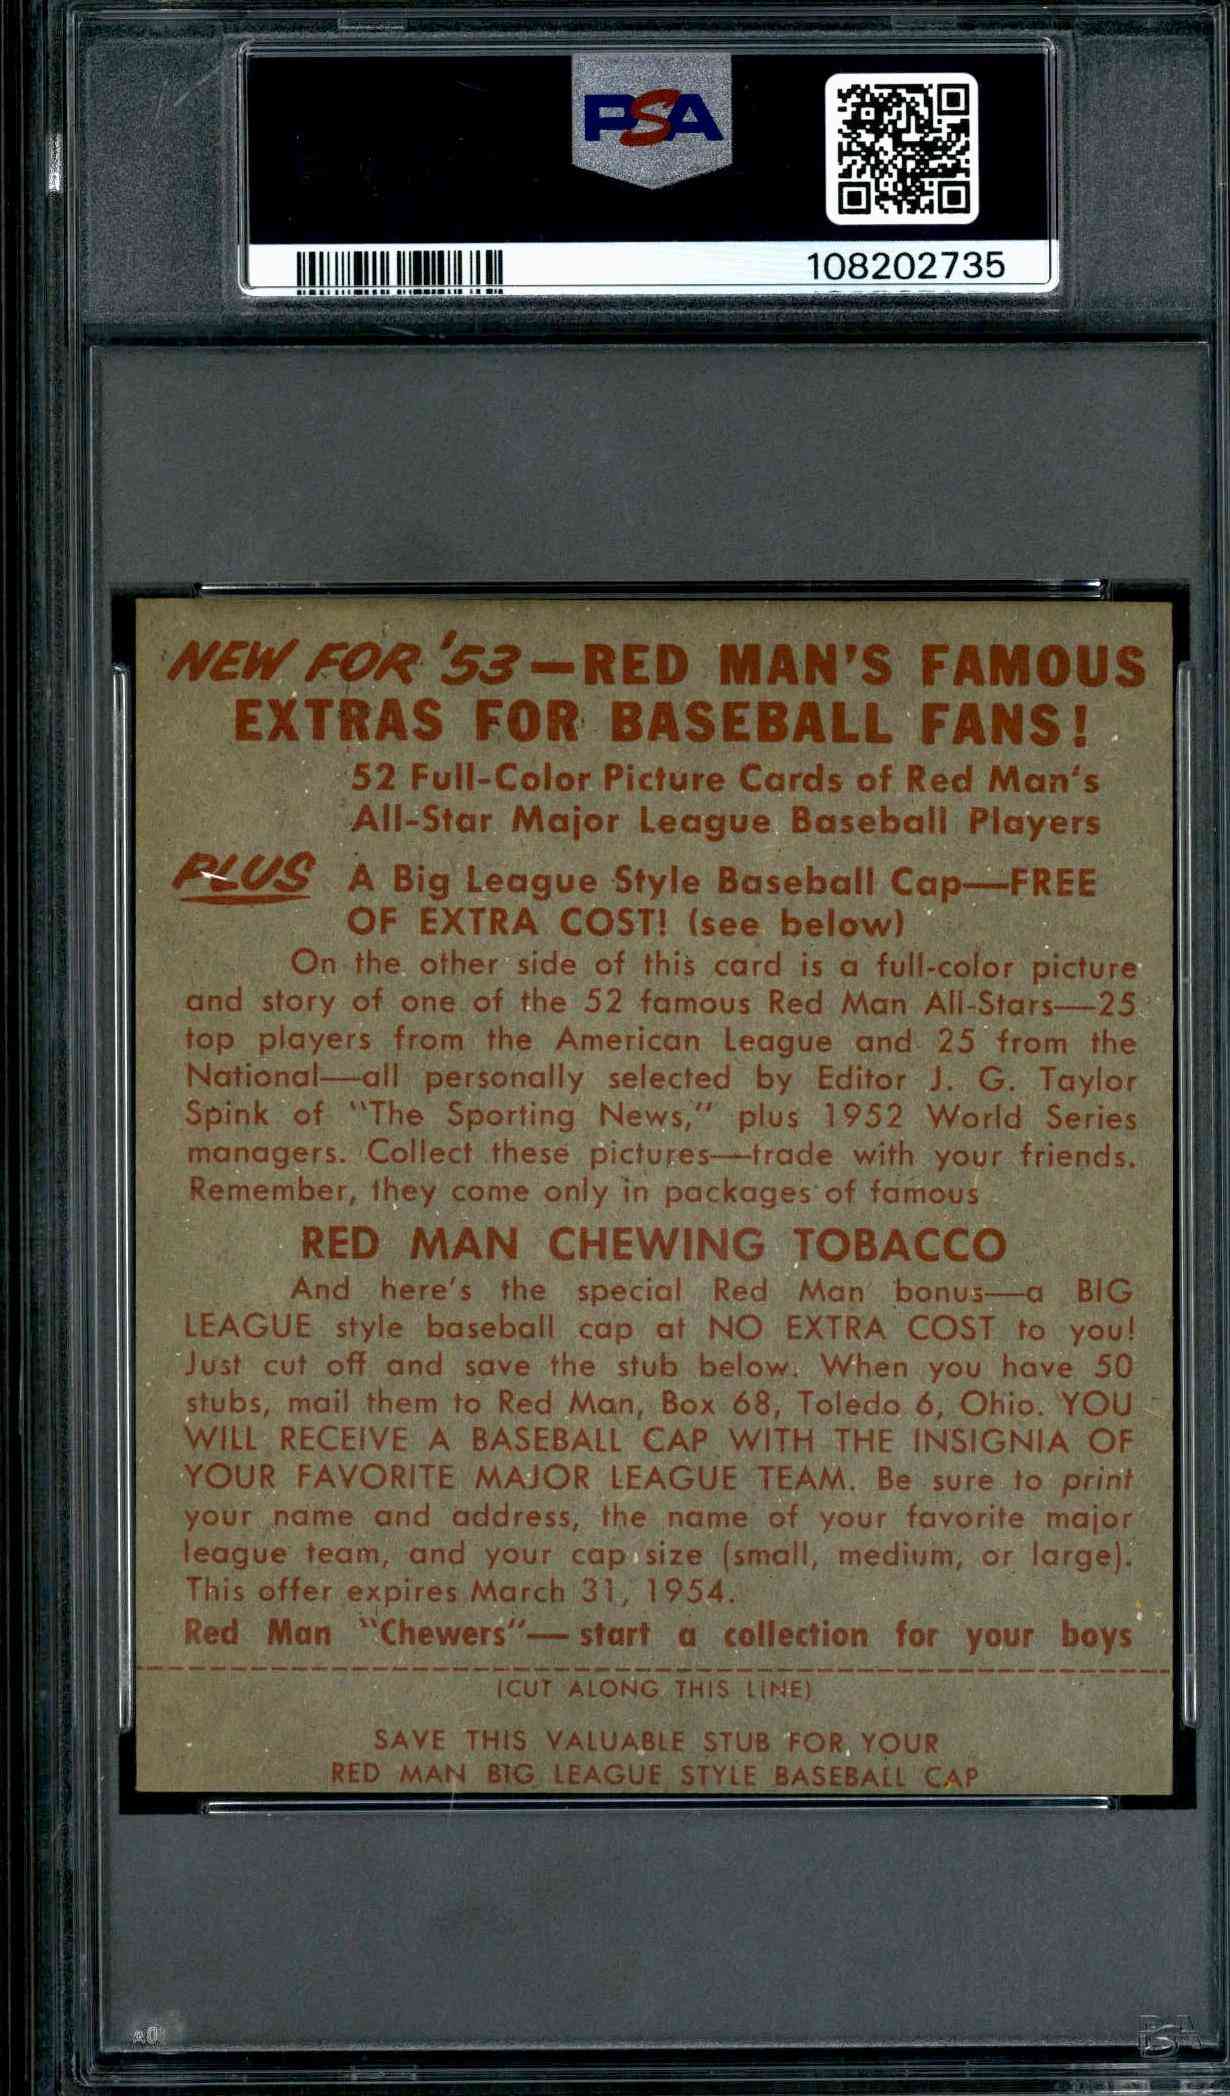 PSA
108202735
NEW FOR '53—RED MAN'S FAMOUS
EXTRAS FOR BASEBALL FANS!
52 Full-Color Picture Cards of Red Man's
All-Star Major League Baseball Players
PLUS A Big League Style Baseball Cap—FREE
OF EXTRA COST! (see below)
On the other side of this card is a full-color picture
and story of one of the 52 famous Red Man All-Stars—25
top players from the American League and 25 from the
National—all personally selected by Editor J. G. Taylor
Spink of "The Sporting News," plus 1952 World Series
managers. Collect these pictures—trade with your friends.
Remember, they come only in packages of famous
RED MAN CHEWING TOBACCO
And here's the special Red Man bonus—a BIG
LEAGUE style baseball cap at NO EXTRA COST to you!
Just cut off and save the stub below. When you have 50
stubs, mail them to Red Man, Box 68, Toledo 6, Ohio. YOU
WILL RECEIVE A BASEBALL CAP WITH THE INSIGNIA OF
YOUR FAVORITE MAJOR LEAGUE TEAM. Be sure to print
your name and address, the name of your favorite major
league team, and your cap size (small, medium, or large).
This offer expires March 31, 1954.
Red Man "Chewers"—start a collection for your boys
(CUT ALONG THIS LINE)
SAVE THIS VALUABLE STUB FOR YOUR
RED MAN BIG LEAGUE STYLE BASEBALL CAP
PSA